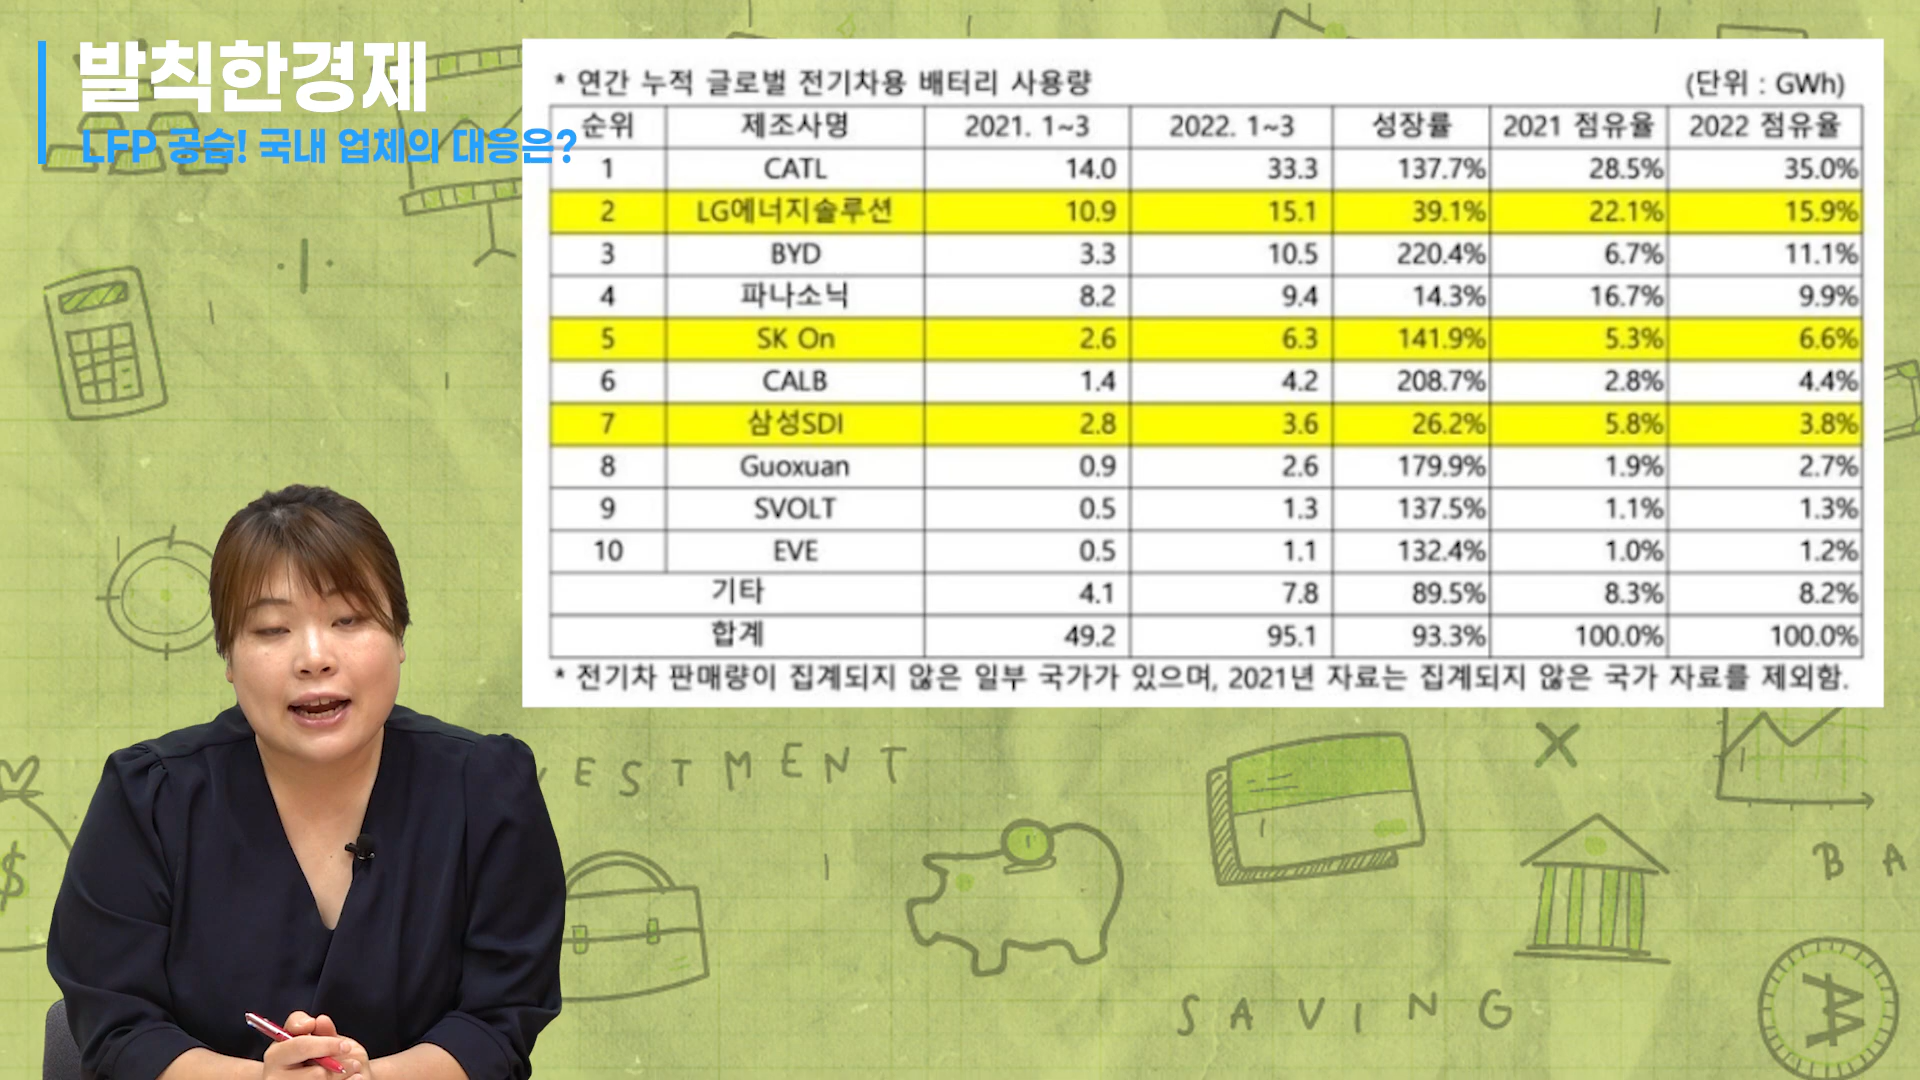 발칙한경제
LFP 공습! 국내 업체의 대응은?
* 연간 누적 글로벌 전기차용 배터리 사용량 (단위 : GWh)
순위 제조사명 2021. 1~3 2022. 1~3 성장률 2021 점유율 2022 점유율
1 CATL 14.0 33.3 137.7% 28.5% 35.0%
2 LG에너지솔루션 10.9 15.1 39.1% 22.1% 15.9%
3 BYD 3.3 10.5 220.4% 6.7% 11.1%
4 파나소닉 8.2 9.4 14.3% 16.7% 9.9%
5 SK On 2.6 6.3 141.9% 5.3% 6.6%
6 CALB 1.4 4.2 208.7% 2.8% 4.4%
7 삼성SDI 2.8 3.6 26.2% 5.8% 3.8%
8 Guoxuan 0.9 2.6 179.9% 1.9% 2.7%
9 SVOLT 0.5 1.3 137.5% 1.1% 1.3%
10 EVE 0.5 1.1 132.4% 1.0% 1.2%
기타 4.1 7.8 89.5% 8.3% 8.2%
합계 49.2 95.1 93.3% 100.0% 100.0%
* 전기차 판매량이 집계되지 않은 일부 국가가 있으며, 2021년 자료는 집계되지 않은 국가 자료를 제외함.
VESTMENT
B A
SAVING
$